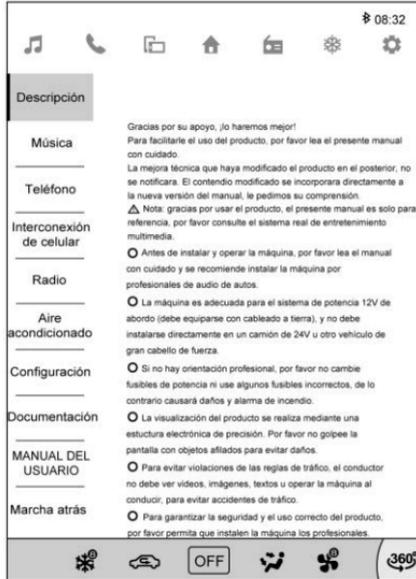 08:32
Descripción
Música
Teléfono
Interconexión
de celular
Radio
Aire
acondicionado
Configuración
Documentación
MANUAL DEL
USUARIO
Marcha atrás
Gracias por su apoyo, ¡lo haremos mejor!
Para facilitarle el uso del producto, por favor lea el presente manual
con cuidado.
La mejora técnica que haya modificado el producto en el posterior, no
se notificara. El contendio modificado se incorporara directamente a
la nueva versión del manual, le pedimos su comprensión.
Nota: gracias por usar el producto, el presente manual es solo para
referencia, por favor consulte el sistema real de entretenimiento
multimedia.
Antes de instalar y operar la máquina, por favor lea el manual
con cuidado y se recomiende instalar la máquina por
profesionales de audio de autos.
La máquina es adecuada para el sistema de potencia 12V de
abordo (debe equiparse con cableado a tierra), y no debe
instalarse directamente en un camión de 24V u otro vehículo de
gran cabello de fuerza.
Si no hay orientación profesional, por favor no cambie
fusibles de potencia ni use algunos fusibles incorrectos, de lo
contrario causará daños y alarma de incendio.
La visualización del producto se realiza mediante una
estuctura electrónica de precisión. Por favor no golpee la
pantalla con objetos afilados para evitar daños.
Para evitar violaciones de las reglas de tráfico, el conductor
no debe ver videos, imágenes, textos u operar la máquina al
conducir, para evitar accidentes de tráfico.
Para garantizar la seguridad y el uso correcto del producto,
por favor permita que instalen la máquina los profesionales.
OFF
360°